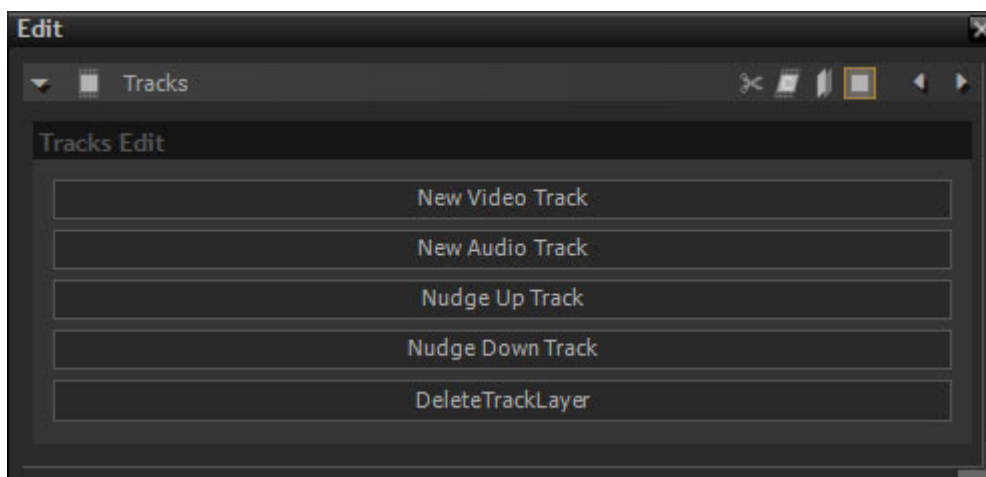 Edit
Tracks
Tracks Edit
New Video Track
New Audio Track
Nudge Up Track
Nudge Down Track
DeleteTrackLayer